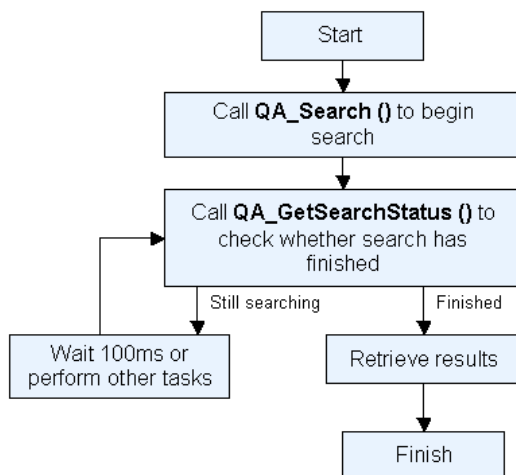 Start
Call QA_Search () to begin
search
Call QA_GetSearchStatus () to
check whether search has
finished
Still searching
Finished
Wait 100ms or
perform other tasks
Retrieve results
Finish